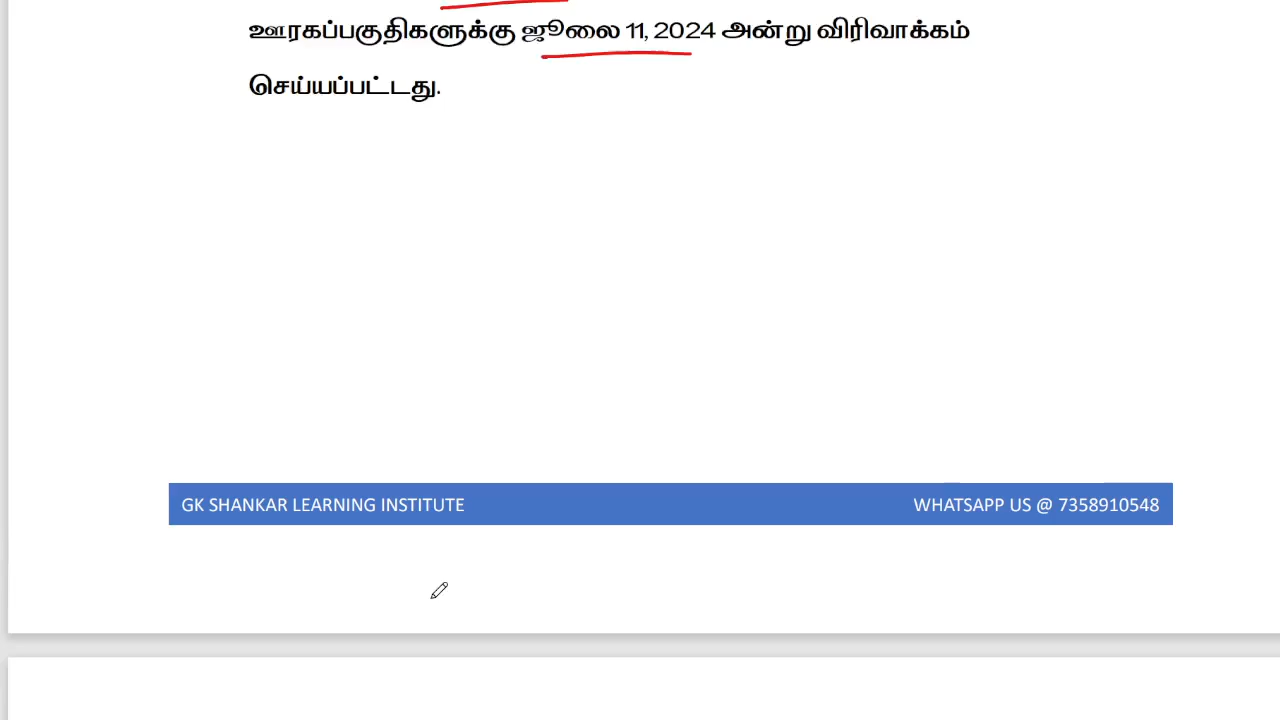 ஊரகப்பகுதிகளுக்கு ஜூலை 11, 2024 அன்று விரிவாக்கம்
செய்யப்பட்டது.
GK SHANKAR LEARNING INSTITUTE WHATSAPP US @ 7358910548